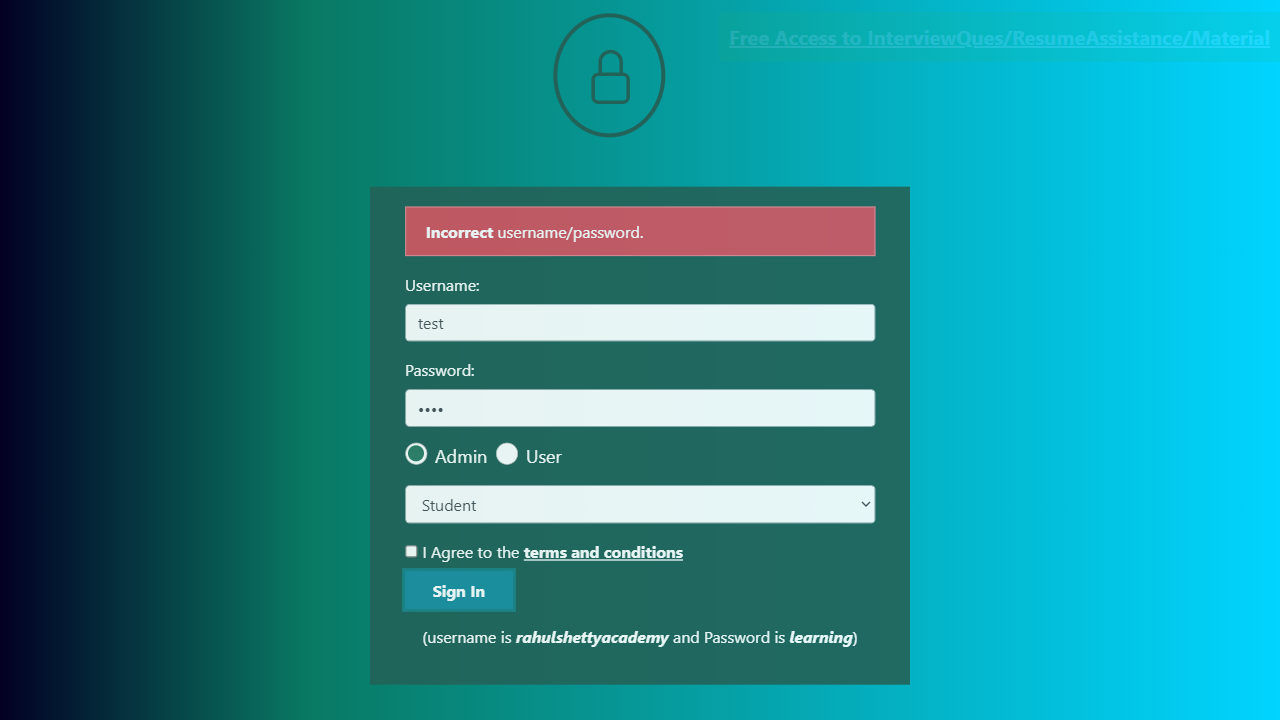 Free Access to InterviewQues/ResumeAssistance/Material
Incorrect username/password.
Username:
test
Password:
••••
Admin User
Student
I Agree to the terms and conditions
Sign In
(username is rahulshettyacademy and Password is learning)